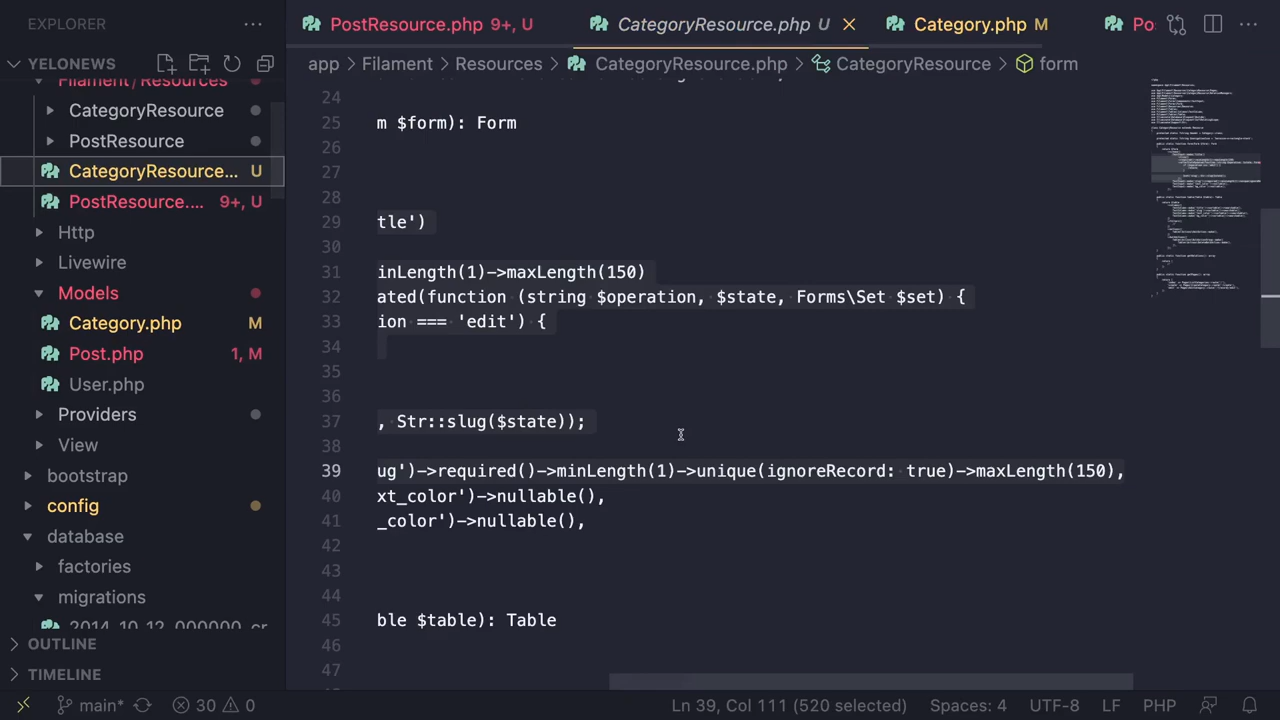 EXPLORER
PostResource.php 9+, U
CategoryResource.php U
Category.php M
Po
YELONEWS
app > Filament > Resources > CategoryResource.php > CategoryResource > form
Filament / Resources
CategoryResource
PostResource
CategoryResource... U
PostResource.... 9+, U
Http
Livewire
Models
Category.php M
Post.php 1, M
User.php
Providers
View
bootstrap
config
database
factories
migrations
2014_10_12_000000_cr
OUTLINE
TIMELINE
24
25 m $form): Form
26
27
28
29 tle')
30
31 inLength(1)->maxLength(150)
32 ated(function (string $operation, $state, Forms\Set $set) {
33 ion === 'edit') {
34
35
36
37 , Str::slug($state));
38
39 ug')->required()->minLength(1)->unique(ignoreRecord: true)->maxLength(150),
40 xt_color')->nullable(),
41 _color')->nullable(),
42
43
44
45 ble $table): Table
46
47
main* 30 0 Ln 39, Col 111 (520 selected) Spaces: 4 UTF-8 LF PHP